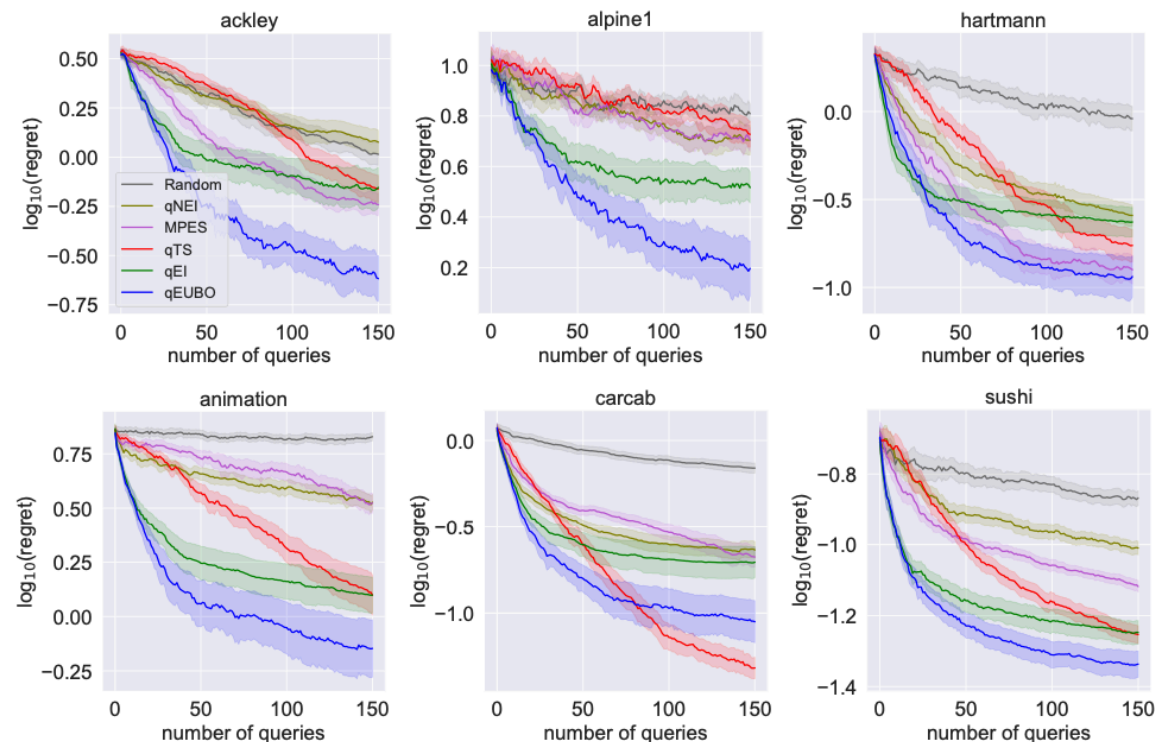 ackley
log10(regret)
0.50
0.25
0.00
−0.25
−0.50
−0.75
Random
qNEI
MPES
qTS
qEI
qEUBO
0 50 100 150
number of queries
alpine1
log10(regret)
1.0
0.8
0.6
0.4
0.2
0 50 100 150
number of queries
hartmann
log10(regret)
0.0
−0.5
−1.0
0 50 100 150
number of queries
animation
log10(regret)
0.75
0.50
0.25
0.00
−0.25
0 50 100 150
number of queries
carcab
log10(regret)
0.0
−0.5
−1.0
0 50 100 150
number of queries
sushi
log10(regret)
−0.8
−1.0
−1.2
−1.4
0 50 100 150
number of queries